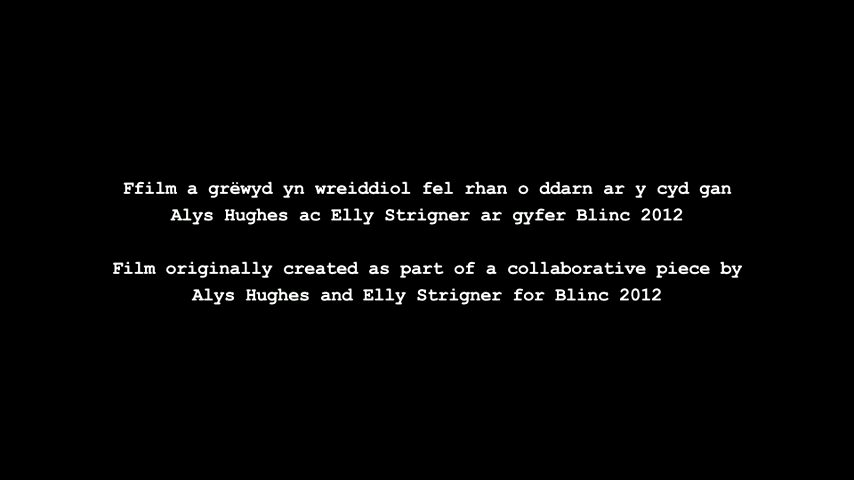 Ffilm a grëwyd yn wreiddiol fel rhan o ddarn ar y cyd gan
Alys Hughes ac Elly Strigner ar gyfer Blinc 2012
Film originally created as part of a collaborative piece by
Alys Hughes and Elly Strigner for Blinc 2012